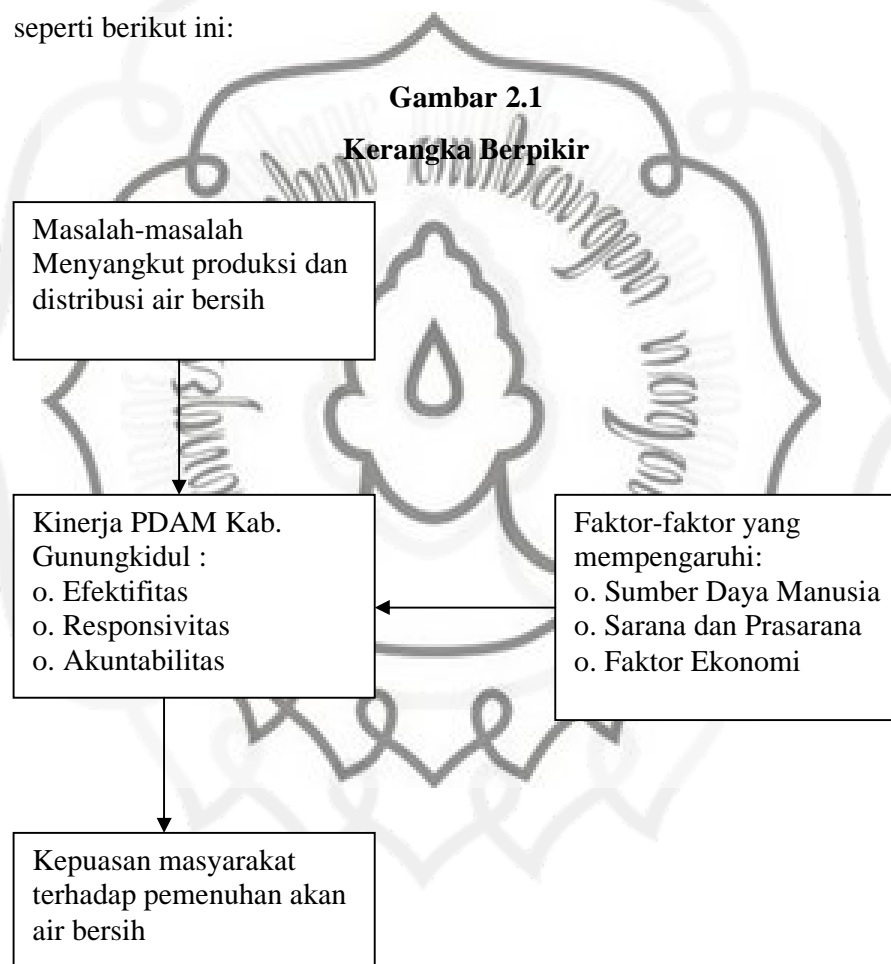 seperti berikut ini:
Gambar 2.1
Kerangka Berpikir
Masalah-masalah
Menyangkut produksi dan
distribusi air bersih
Kinerja PDAM Kab.
Gunungkidul :
o. Efektifitas
o. Responsivitas
o. Akuntabilitas
Faktor-faktor yang
mempengaruhi:
o. Sumber Daya Manusia
o. Sarana dan Prasarana
o. Faktor Ekonomi
Kepuasan masyarakat
terhadap pemenuhan akan
air bersih